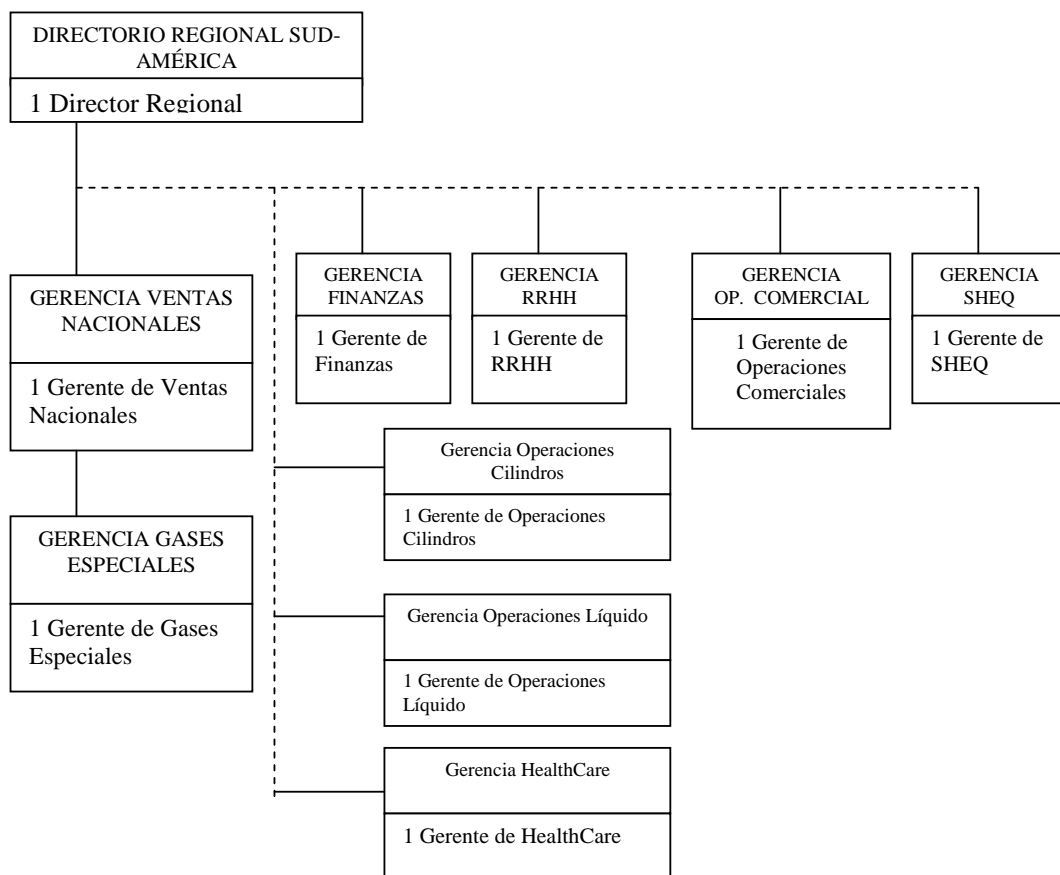 DIRECTORIO REGIONAL SUD-
AMÉRICA
1 Director Regional
GERENCIA VENTAS
NACIONALES
1 Gerente de Ventas
Nacionales
GERENCIA GASES
ESPECIALES
1 Gerente de Gases
Especiales
GERENCIA
FINANZAS
1 Gerente de
Finanzas
GERENCIA
RRHH
1 Gerente de
RRHH
GERENCIA
OP. COMERCIAL
1 Gerente de
Operaciones
Comerciales
GERENCIA
SHEQ
1 Gerente de
SHEQ
Gerencia Operaciones
Cilindros
1 Gerente de Operaciones
Cilindros
Gerencia Operaciones Líquido
1 Gerente de Operaciones
Líquido
Gerencia HealthCare
1 Gerente de HealthCare